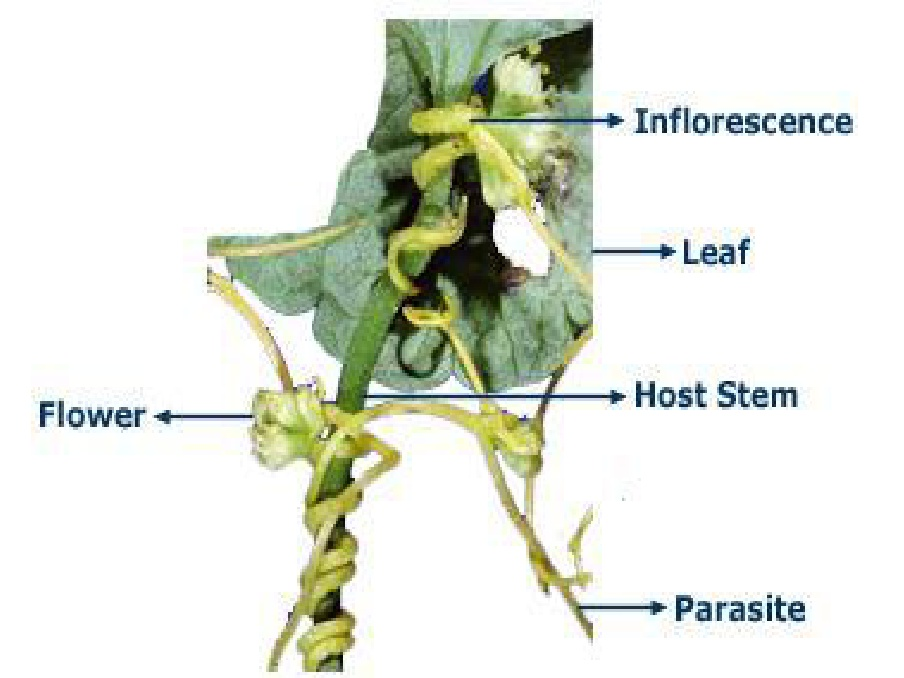 Inflorescence
Leaf
Host Stem
Flower
Parasite